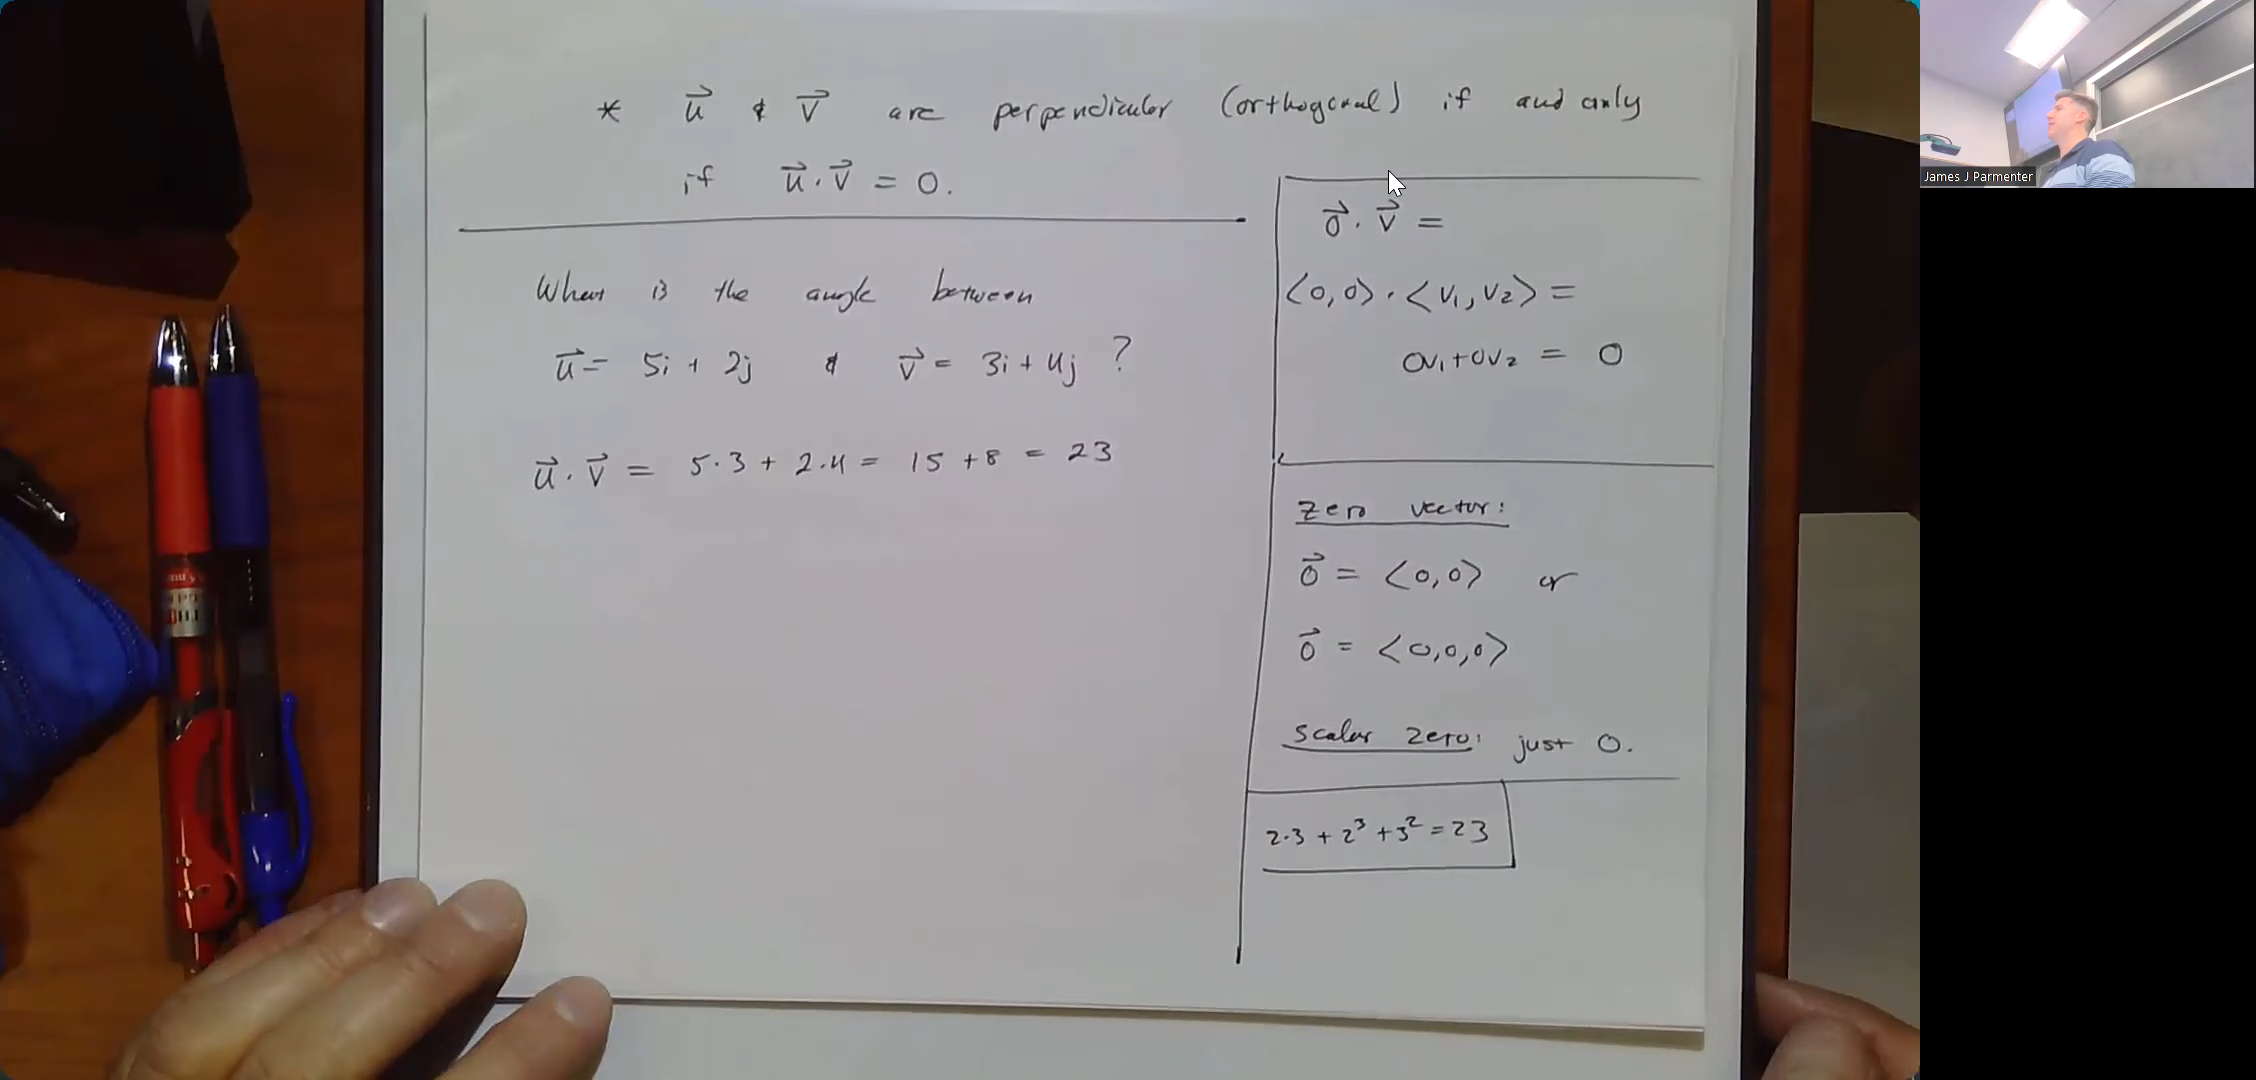 * u⃗ & v⃗ are perpendicular (orthogonal) if and only
if u⃗ · v⃗ = 0.
What is the angle between
u⃗ = 5i + 2j & v⃗ = 3i + 4j ?
u⃗ · v⃗ = 5·3 + 2·4 = 15 + 8 = 23
0⃗ · v⃗ =
<0,0> · <v₁, v₂> =
0v₁ + 0v₂ = 0
Zero vector:
0⃗ = <0,0> or
0⃗ = <0,0,0>
Scalar zero: just 0.
2·3 + 2³ + 3² = 23
James J Parmenter